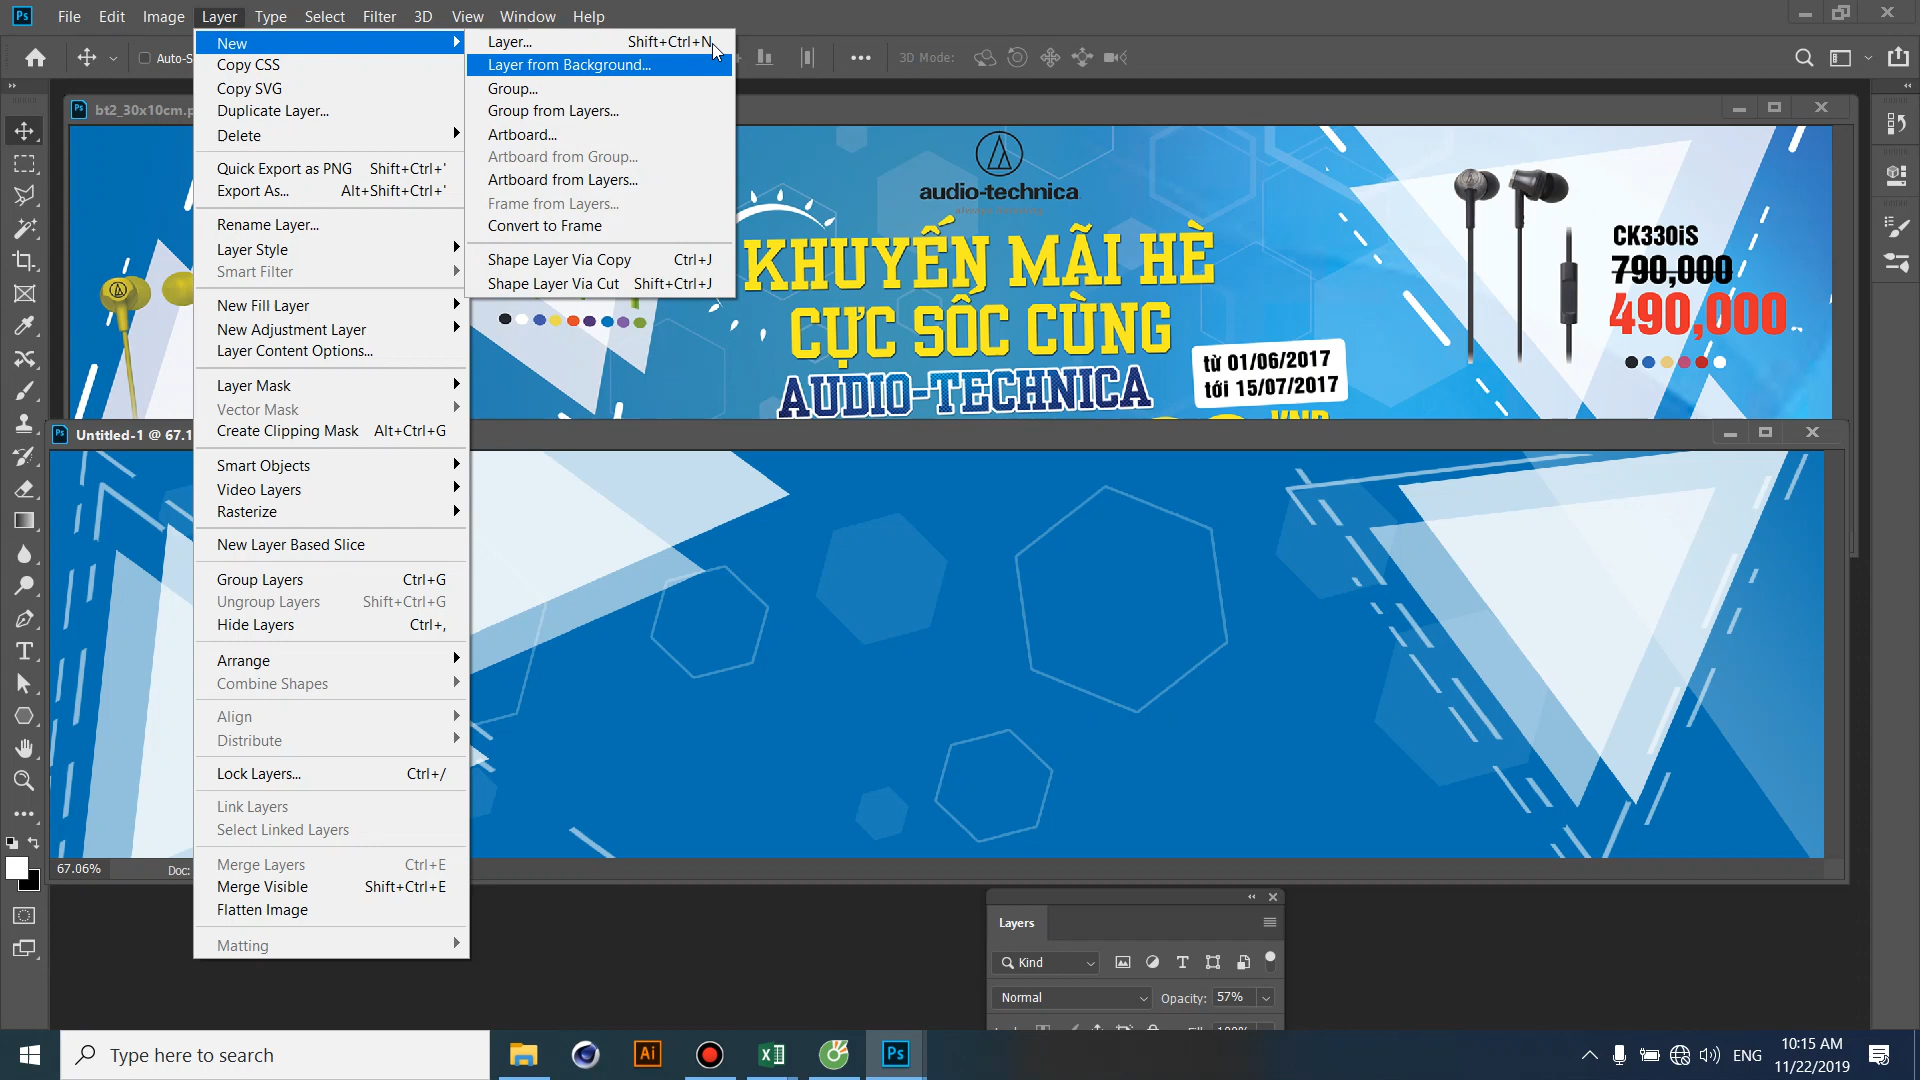 File Edit Image Layer Type Select Filter 3D View Window Help
Auto-S
3D Mode:
New
Copy CSS
Copy SVG
Duplicate Layer...
Delete
Quick Export as PNG Shift+Ctrl+'
Export As... Alt+Shift+Ctrl+'
Rename Layer...
Layer Style
Smart Filter
New Fill Layer
New Adjustment Layer
Layer Content Options...
Layer Mask
Vector Mask
Create Clipping Mask Alt+Ctrl+G
Smart Objects
Video Layers
Rasterize
New Layer Based Slice
Group Layers Ctrl+G
Ungroup Layers Shift+Ctrl+G
Hide Layers Ctrl+,
Arrange
Combine Shapes
Align
Distribute
Lock Layers... Ctrl+/
Link Layers
Select Linked Layers
Merge Layers Ctrl+E
Merge Visible Shift+Ctrl+E
Flatten Image
Matting
Layer... Shift+Ctrl+N
Layer from Background...
Group...
Group from Layers...
Artboard...
Artboard from Group...
Artboard from Layers...
Frame from Layers...
Convert to Frame
Shape Layer Via Copy Ctrl+J
Shape Layer Via Cut Shift+Ctrl+J
bt2_30x10cm.p
audio-technica
always listening
KHUYẾN MÃI HÈ
CỰC SỐC CÙNG
AUDIO-TECHNICA
từ 01/06/2017
tới 15/07/2017
VND
CK330iS
790,000
490,000
Untitled-1 @ 67.1
67.06% Doc:
Layers
Kind
Normal Opacity: 57%
Type here to search
Ai
Ps
ENG
10:15 AM
11/22/2019